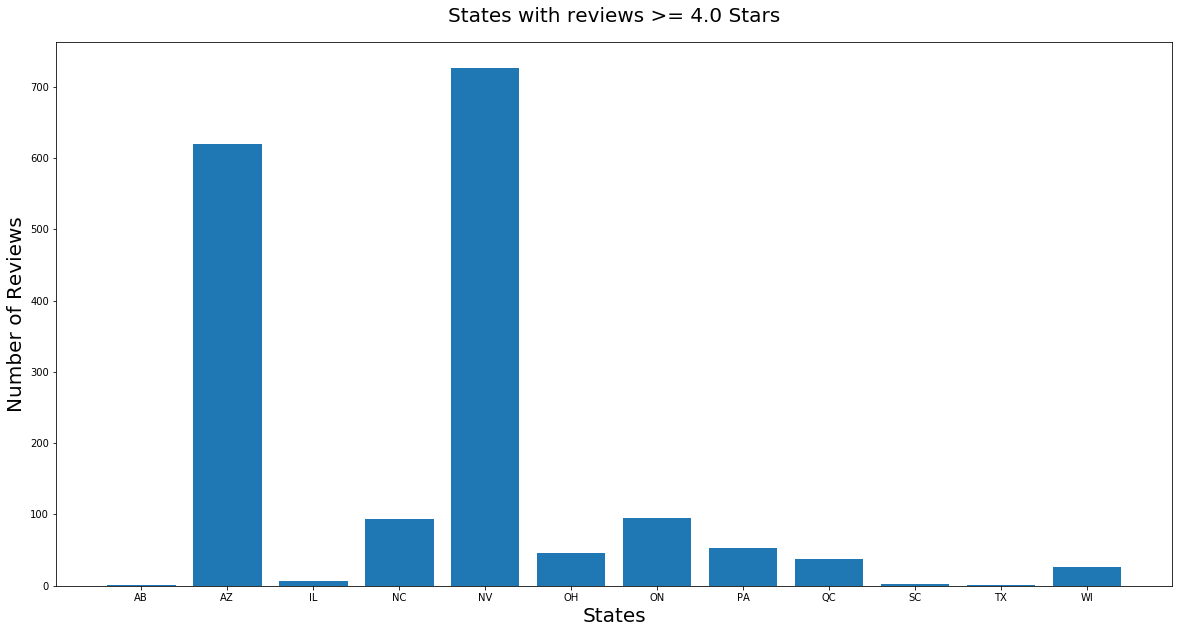 States with reviews >= 4.0 Stars
Number of Reviews
700
600
500
400
300
200
100
0
AB AZ IL NC NV OH ON PA QC SC TX WI
States